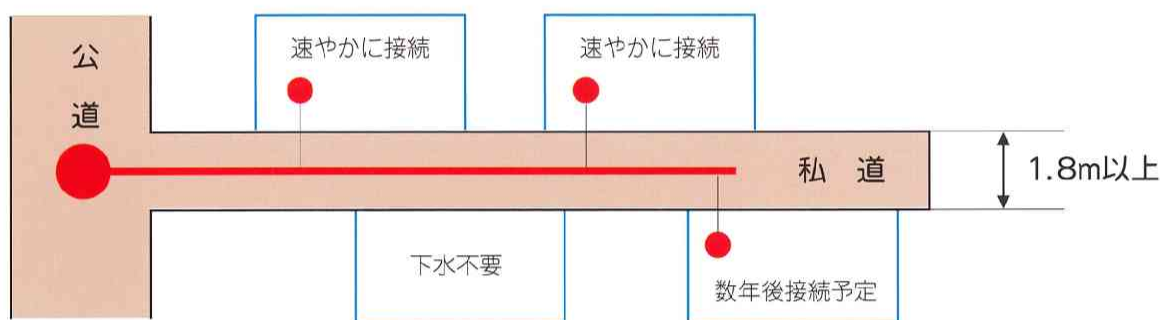 公道
速やかに接続
速やかに接続
私道
1.8m以上
下水不要
数年後接続予定